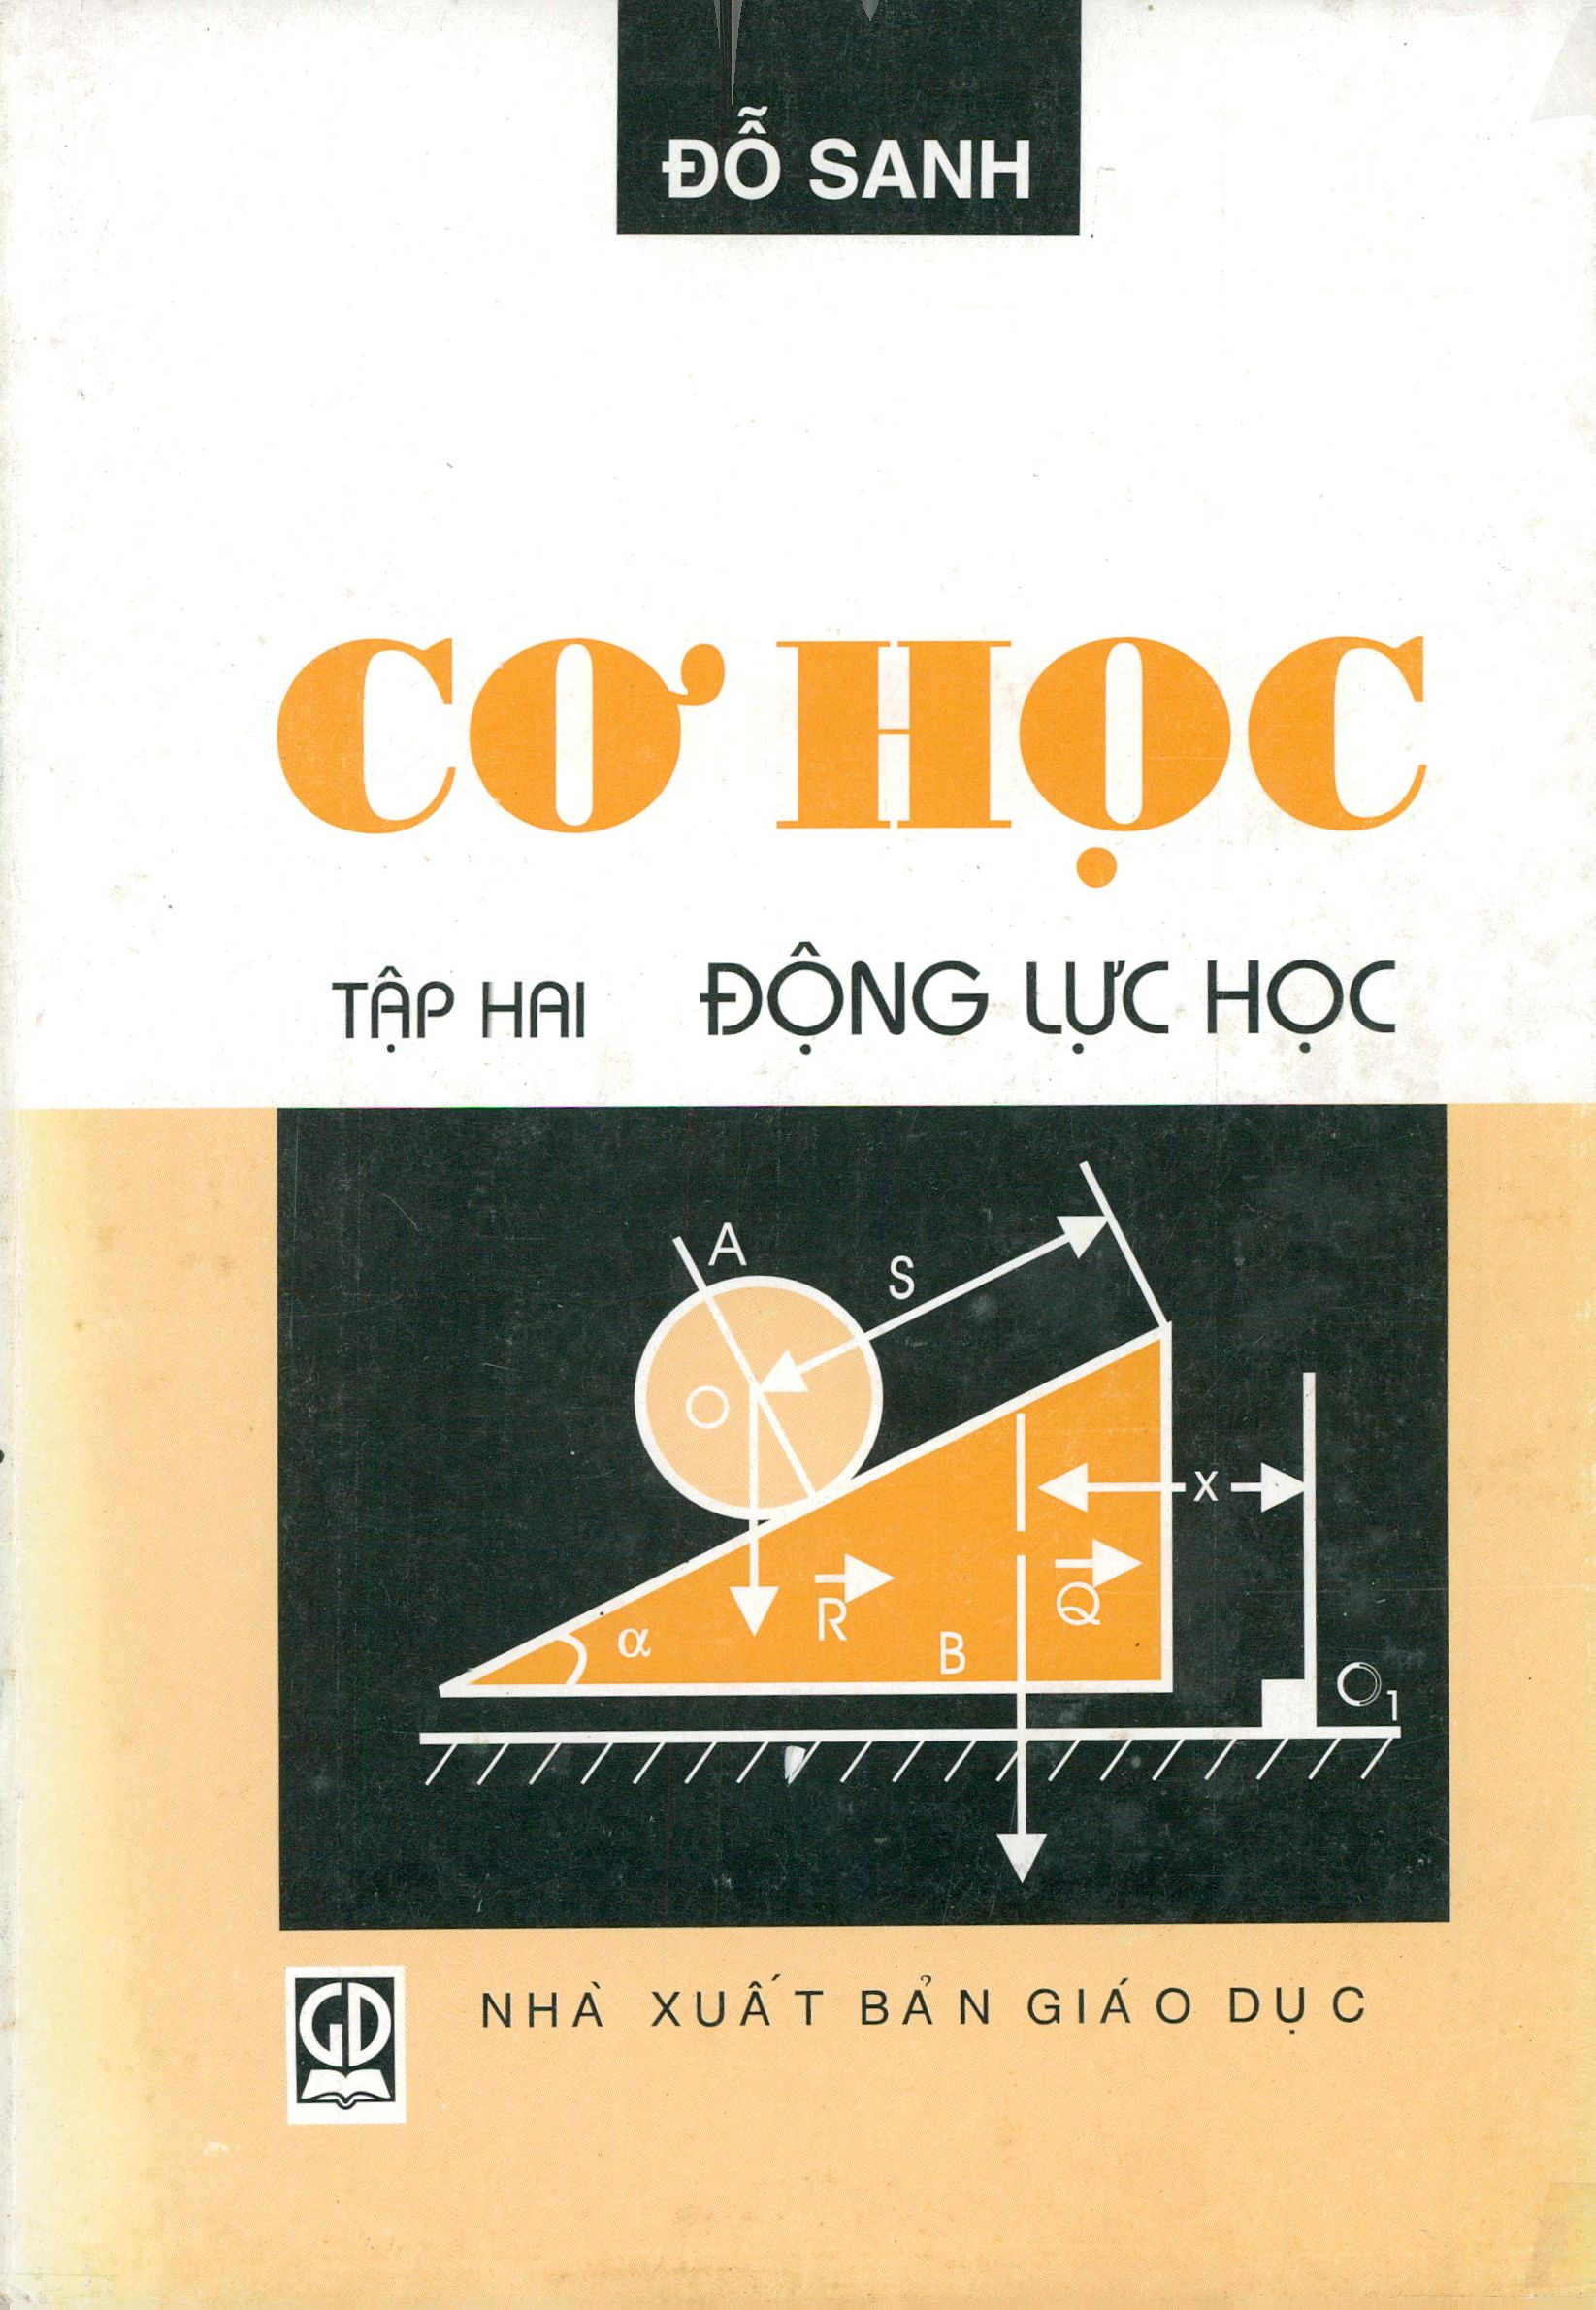 ĐỖ SANH
CƠ HỌC
TẬP HAI ĐỘNG LỰC HỌC
A
S
O
x
R
Q
α
B
O₁
GD
NHÀ XUẤT BẢN GIÁO DỤC